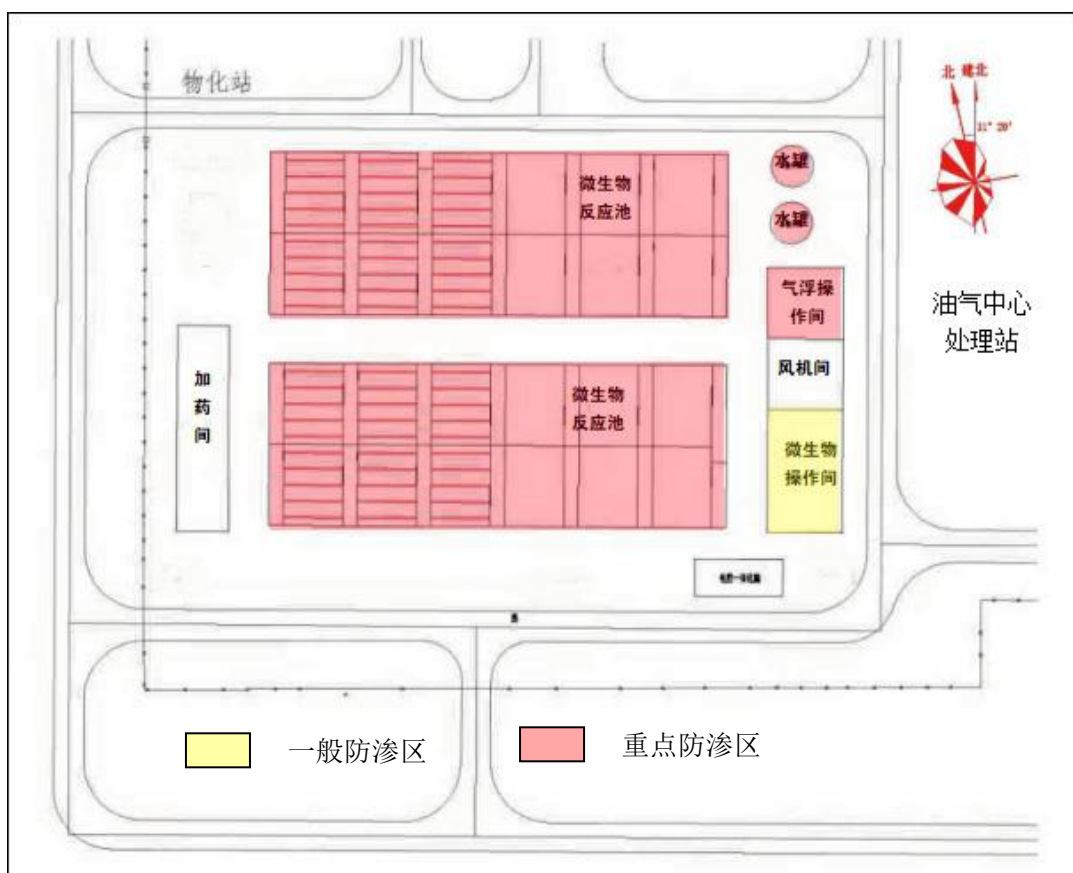 物化站
北 建北
31° 20'
水罐
微生物
反应池
水罐
气浮操
作间
油气中心
处理站
风机间
加
药
间
微生物
反应池
微生物
操作间
一般防渗区
重点防渗区